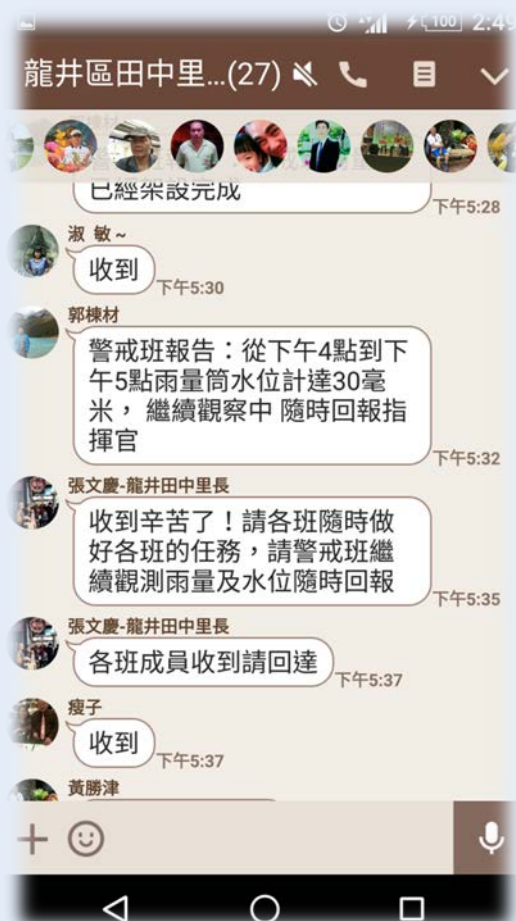 100 2:49
龍井區田中里...(27)
已經架設完成
下午5:28
淑 敏~
收到
下午5:30
郭棟材
警戒班報告：從下午4點到下
午5點雨量筒水位計達30毫
米， 繼續觀察中 隨時回報指
揮官
下午5:32
張文慶-龍井田中里長
收到辛苦了！請各班隨時做
好各班的任務，請警戒班繼
續觀測雨量及水位隨時回報
下午5:35
張文慶-龍井田中里長
各班成員收到請回達
下午5:37
瘦子
收到
下午5:37
黃勝津